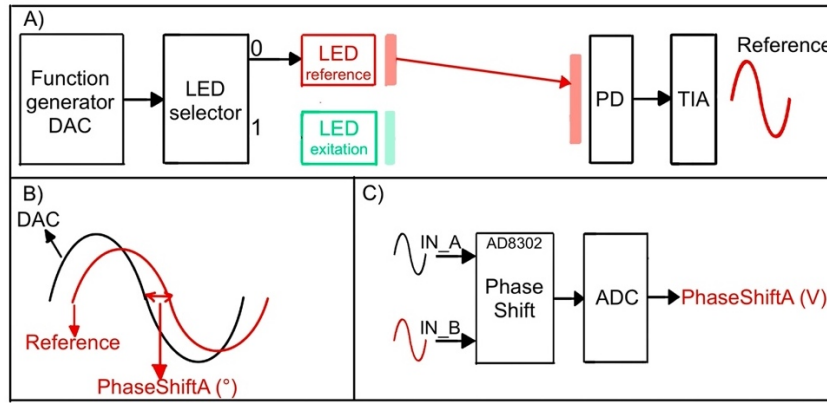 A)
Function
generator
DAC
LED
selector
0
1
LED
reference
LED
exitation
PD
TIA
Reference
B)
DAC
Reference
PhaseShiftA (°)
C)
IN_A
IN_B
AD8302
Phase
Shift
ADC
PhaseShiftA (V)